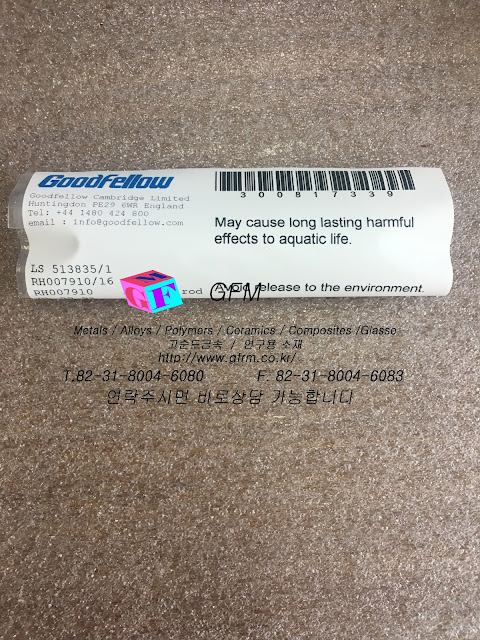 GoodFellow
Goodfellow Cambridge Limited
Huntingdon PE29 6WR England
Tel: +44 1480 424 800
email : info@goodfellow.com
300817339
May cause long lasting harmful
effects to aquatic life.
LS 513835/1
RH007910/16
RH007910
rod
Avoid release to the environment.
GFM
GFM
Metals / Alloys / Polymers / Ceramics / Composites /Glasse
고순도금속 / 연구용 소재
http://www.gfrm.co.kr/
T.82-31-8004-6080 F. 82-31-8004-6083
연락주시면 바로상담 가능합니다